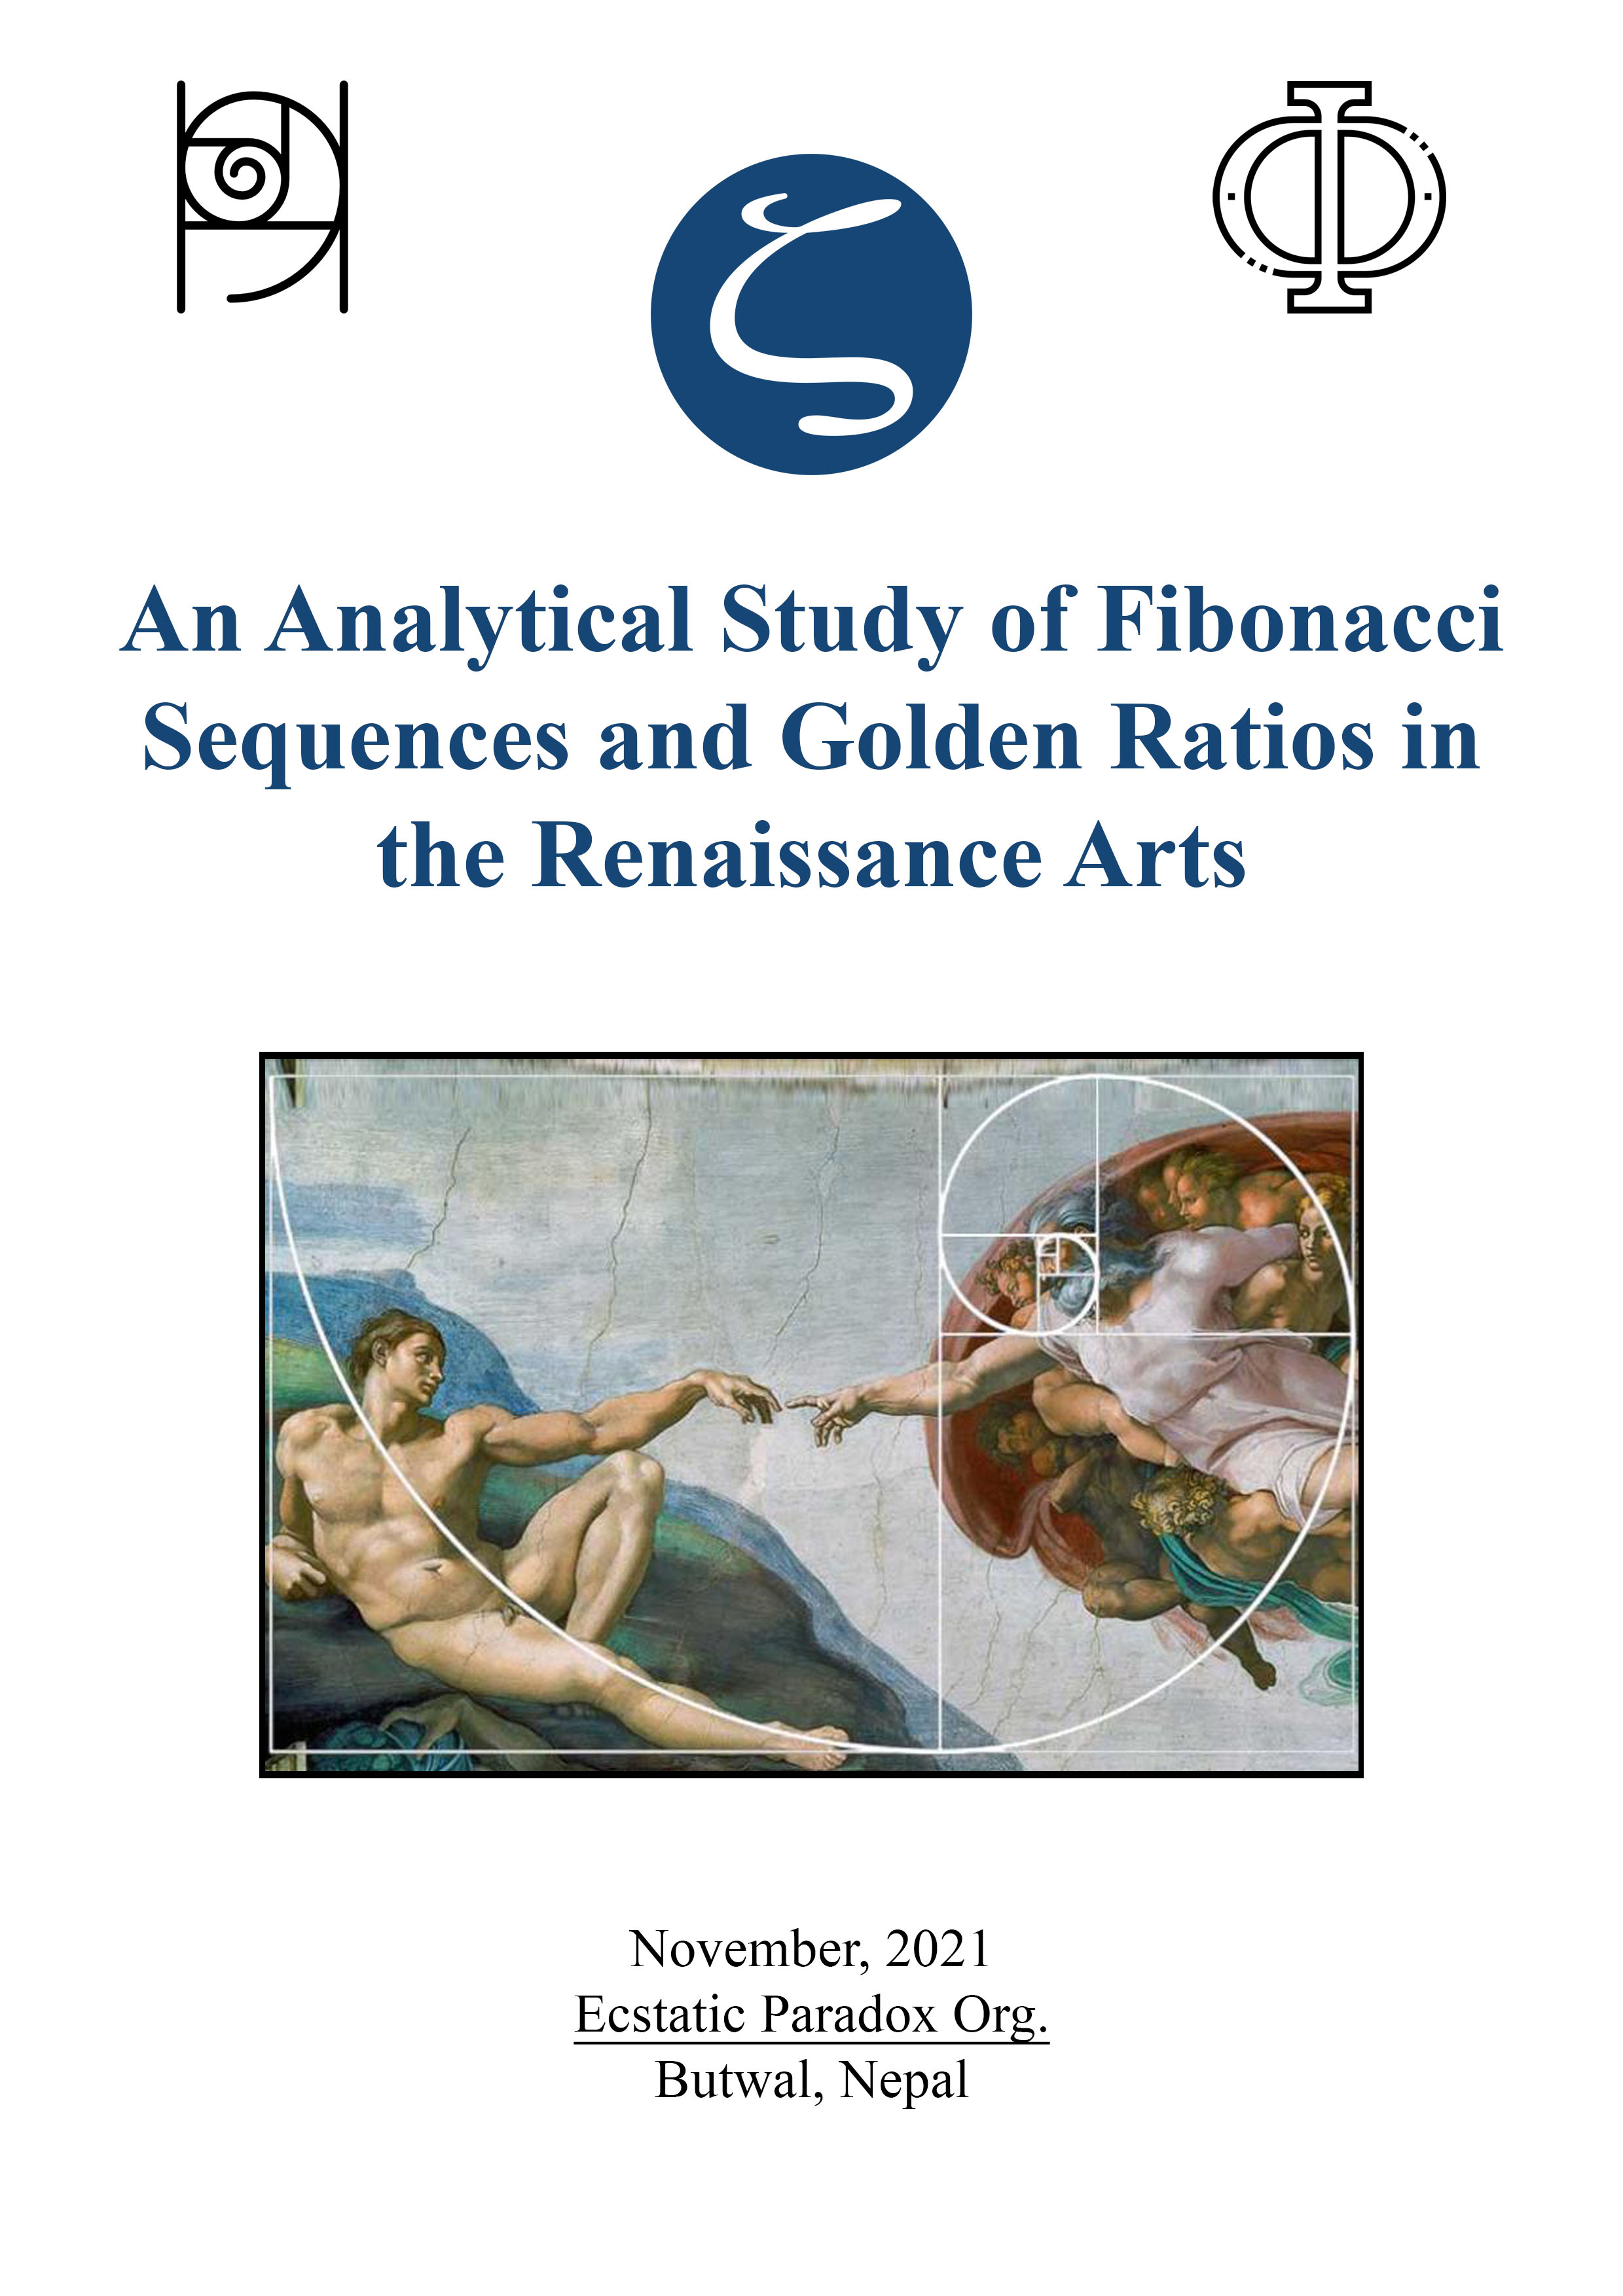 ζ
Φ
An Analytical Study of Fibonacci
Sequences and Golden Ratios in
the Renaissance Arts
November, 2021
Ecstatic Paradox Org.
Butwal, Nepal